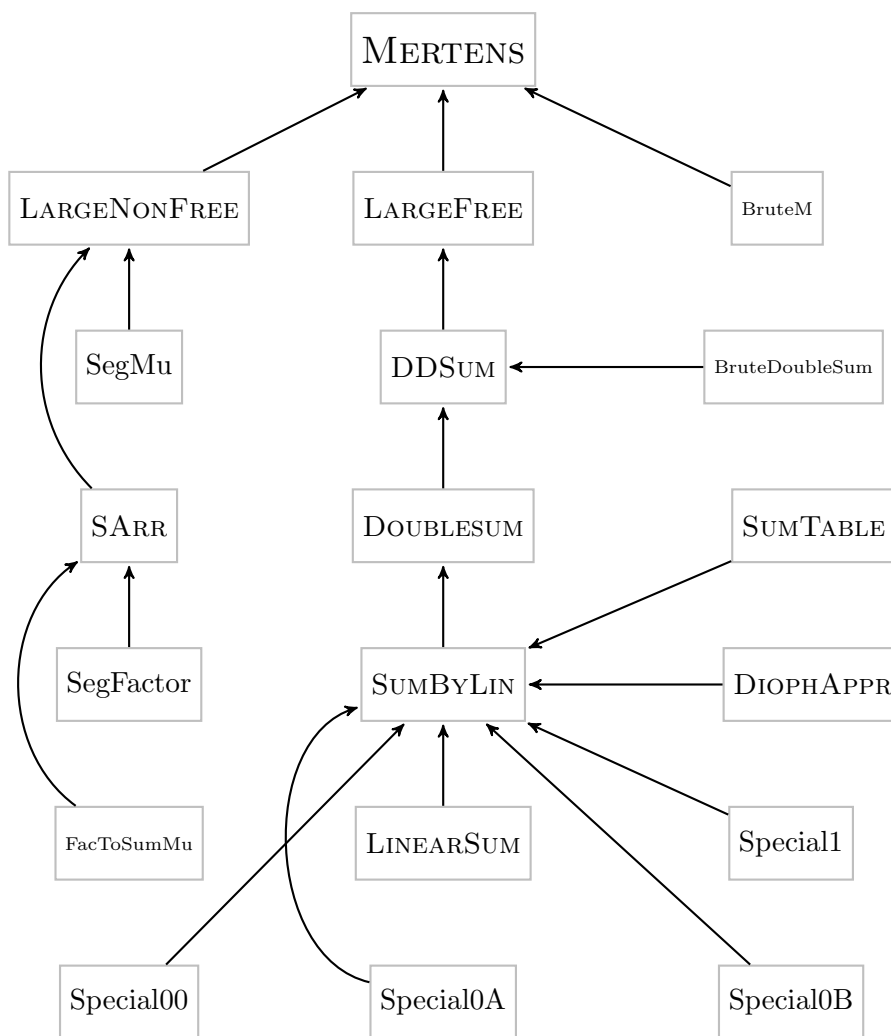 MERTENS
LARGENONFREE
LARGEFREE
BruteM
SegMu
DDSUM
BruteDoubleSum
SARR
DOUBLESUM
SUMTABLE
SegFactor
SUMBYLIN
DIOPHAPPR
FacToSumMu
LINEARSUM
Special1
Special00
Special0A
Special0B